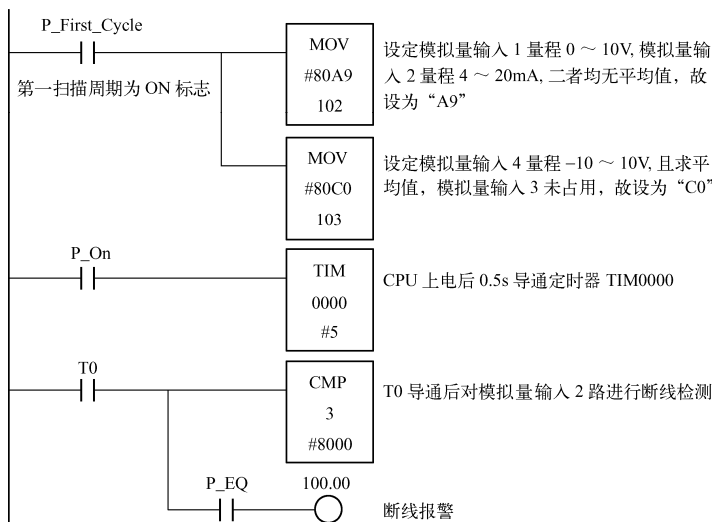 P_First_Cycle
第一扫描周期为 ON 标志
MOV
#80A9
102
设定模拟量输入 1 量程 0 ～ 10V, 模拟量输
入 2 量程 4 ～ 20mA, 二者均无平均值，故
设为“A9”
MOV
#80C0
103
设定模拟量输入 4 量程 –10 ～ 10V, 且求平
均值，模拟量输入 3 未占用，故设为“C0”
P_On
TIM
0000
#5
CPU 上电后 0.5s 导通定时器 TIM0000
T0
CMP
3
#8000
T0 导通后对模拟量输入 2 路进行断线检测
P_EQ
100.00
断线报警